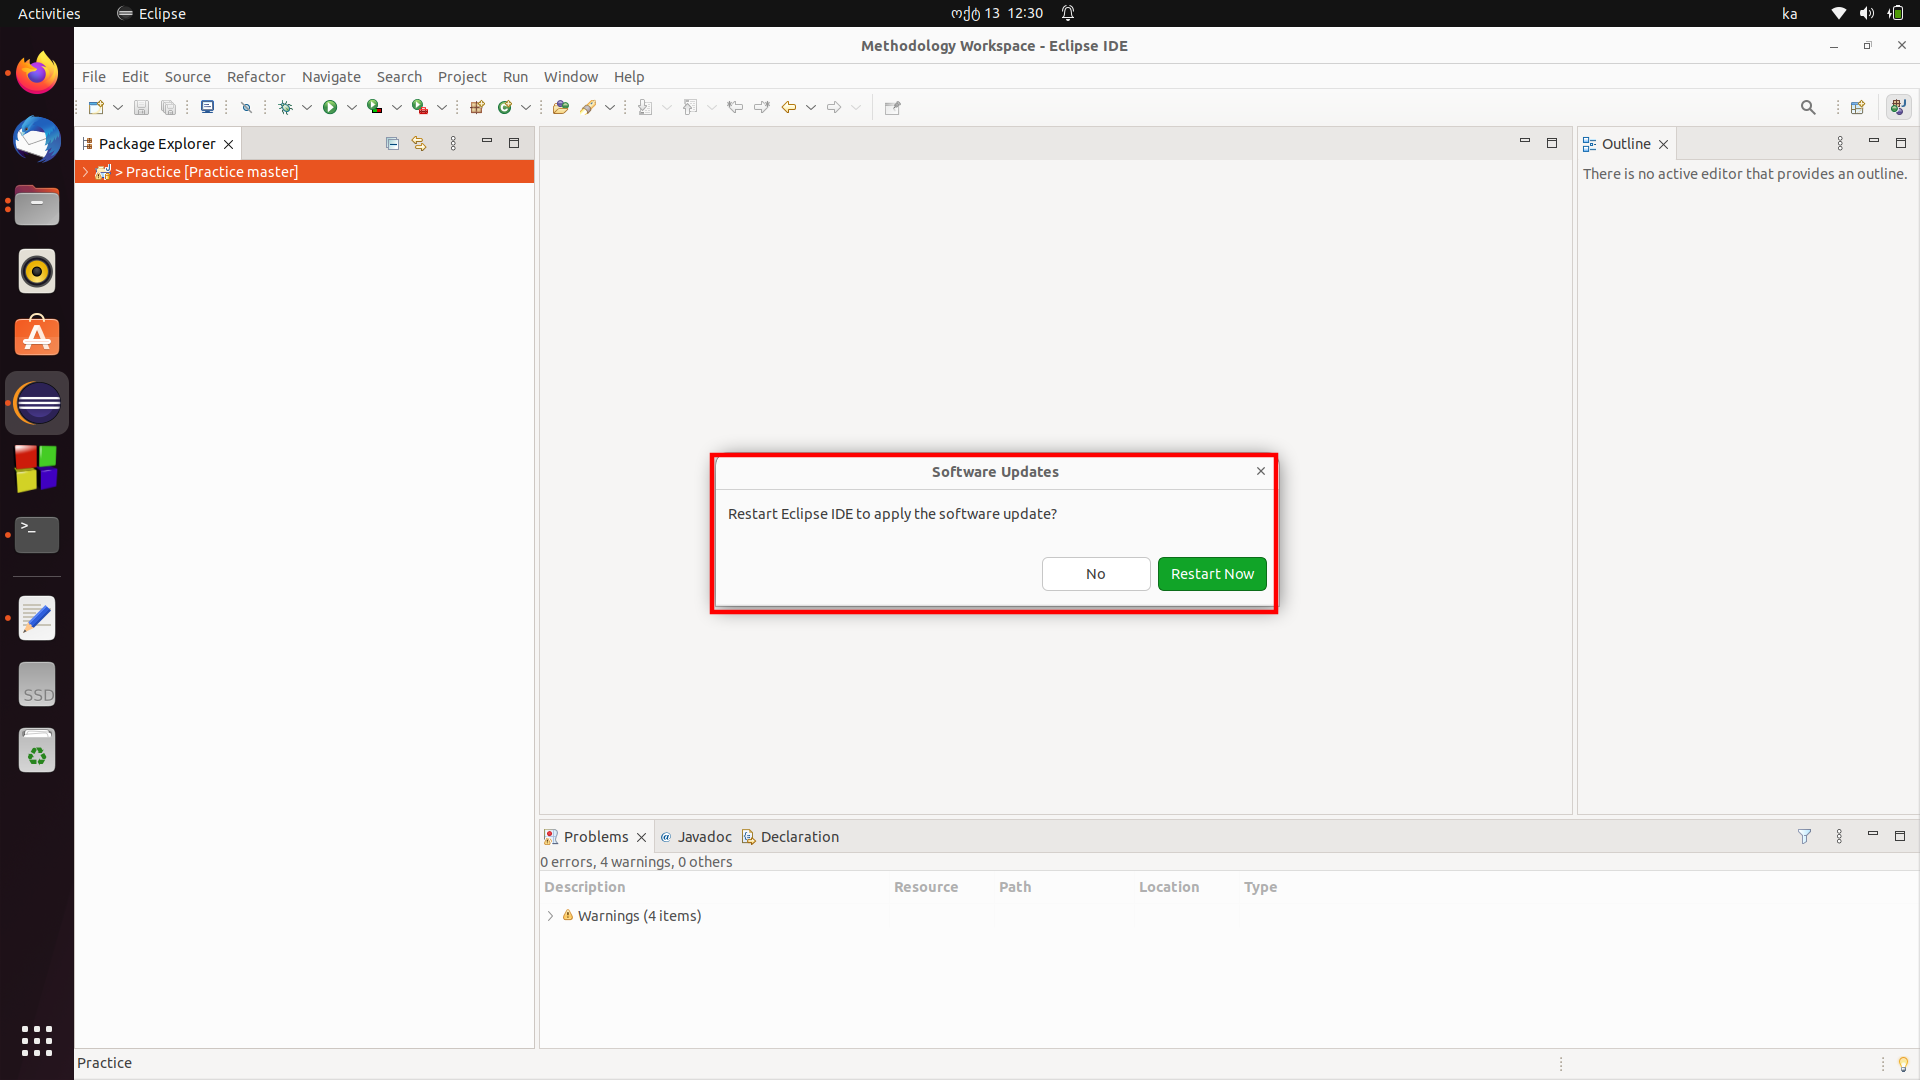 Activities Eclipse ოქტ 13 12:30 ka
Methodology Workspace - Eclipse IDE
File Edit Source Refactor Navigate Search Project Run Window Help
Package Explorer
Outline
> Practice [Practice master]
There is no active editor that provides an outline.
Software Updates
Restart Eclipse IDE to apply the software update?
No Restart Now
SSD
Problems Javadoc Declaration
0 errors, 4 warnings, 0 others
Description Resource Path Location Type
Warnings (4 items)
Practice